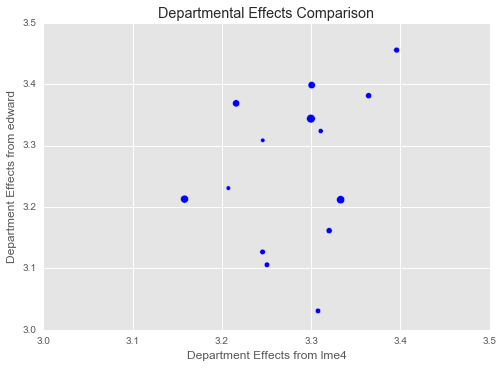 Departmental Effects Comparison
3.5
3.4
3.3
3.2
3.1
3.0
Department Effects from edward
3.0 3.1 3.2 3.3 3.4 3.5
Department Effects from lme4